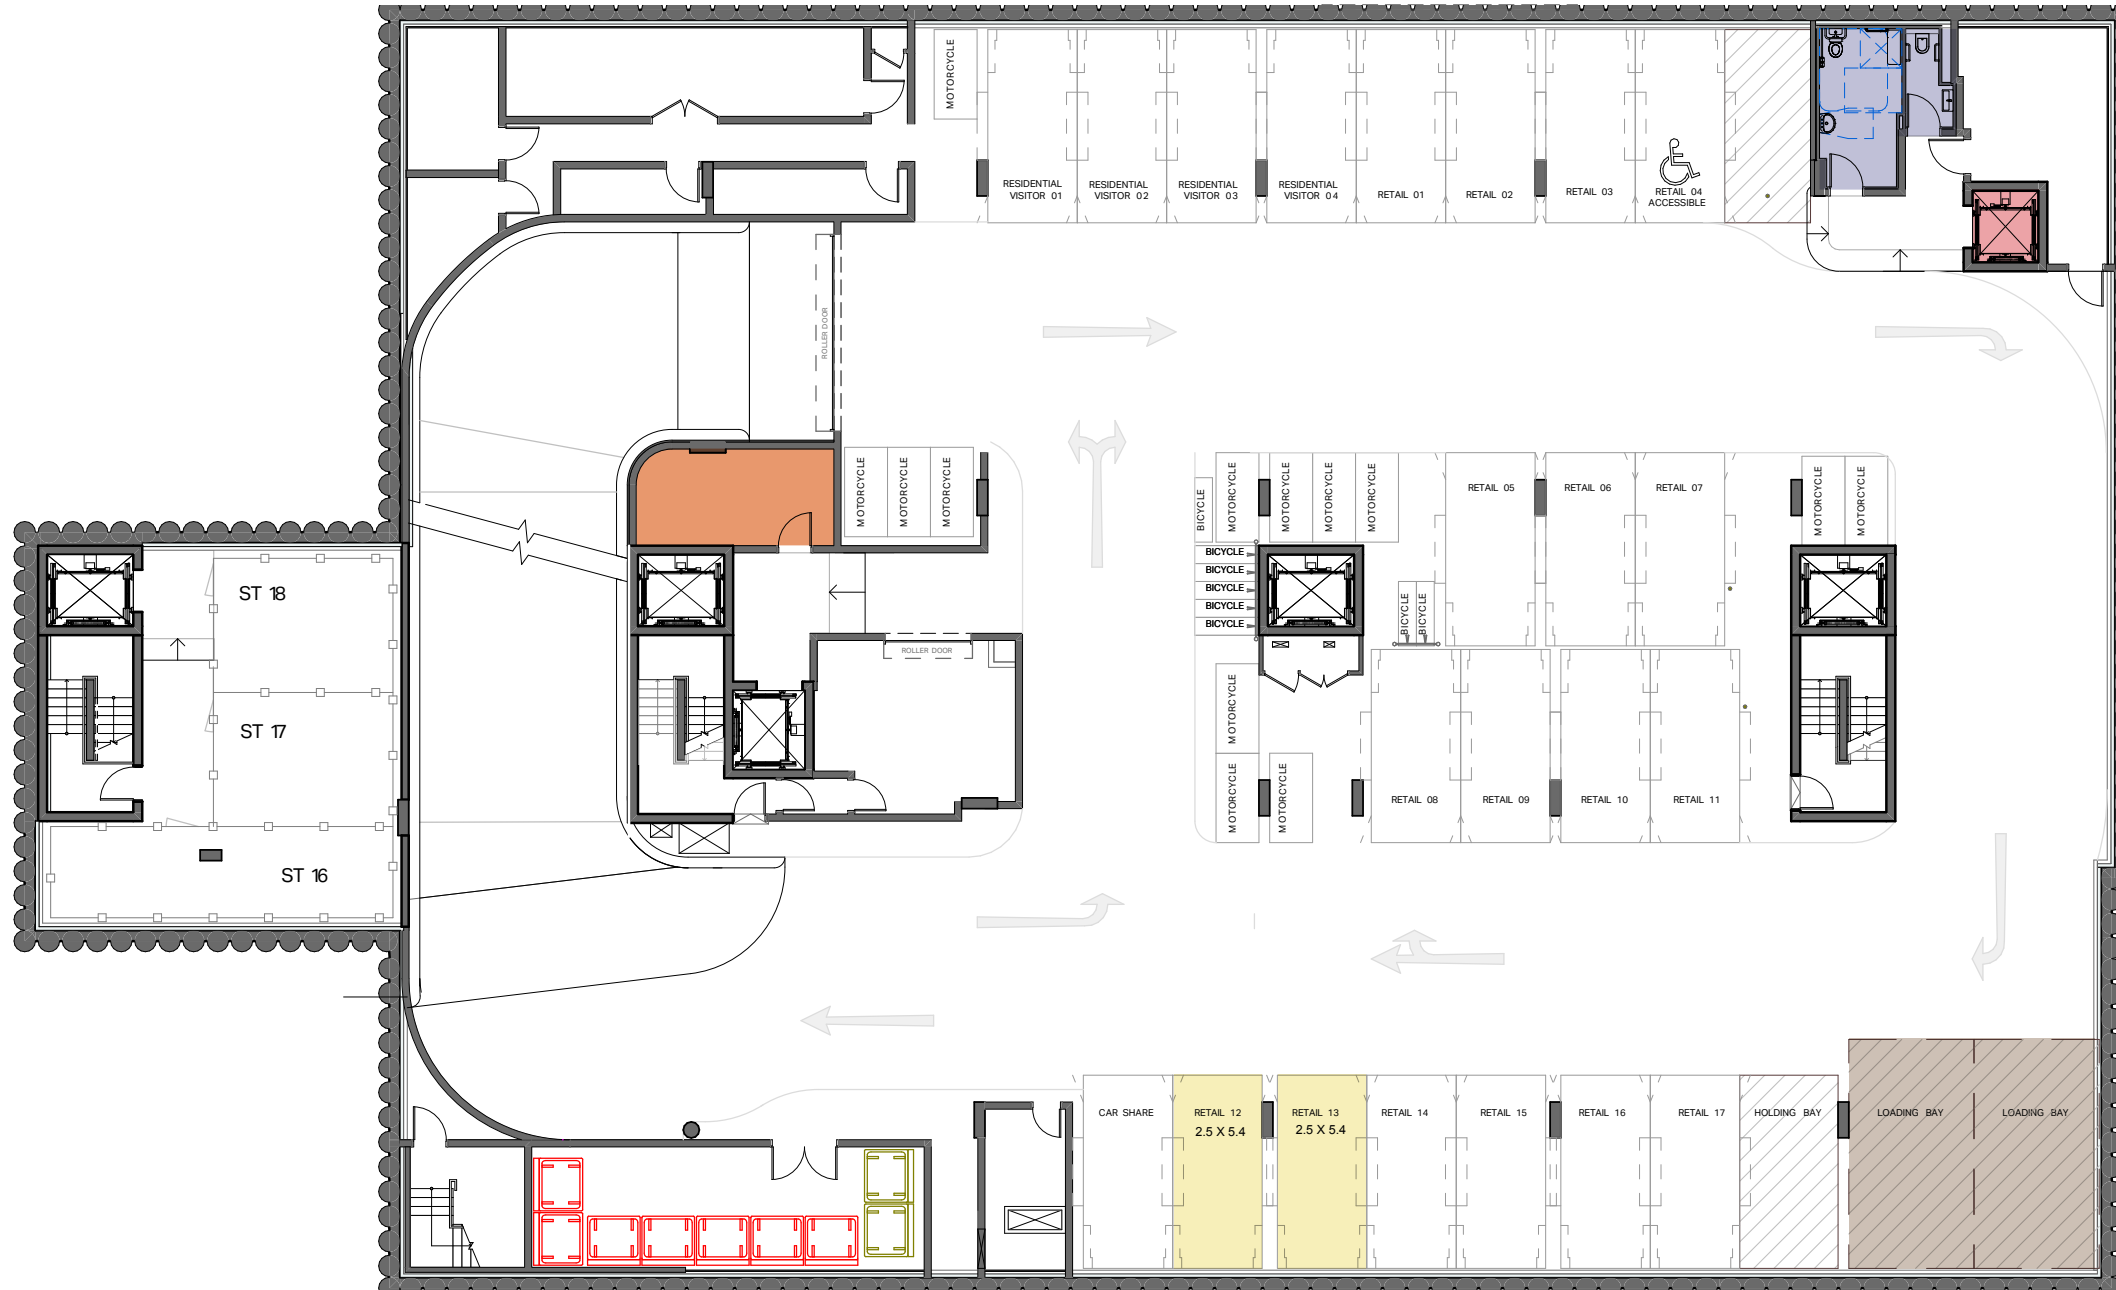 MOTORCYCLE
RESIDENTIAL
VISITOR 01
RESIDENTIAL
VISITOR 02
RESIDENTIAL
VISITOR 03
RESIDENTIAL
VISITOR 04
RETAIL 01
RETAIL 02
RETAIL 03
RETAIL 04
ACCESSIBLE
ROLLER DOOR
MOTORCYCLE
MOTORCYCLE
MOTORCYCLE
BICYCLE
MOTORCYCLE
MOTORCYCLE
MOTORCYCLE
MOTORCYCLE
RETAIL 05
RETAIL 06
RETAIL 07
MOTORCYCLE
MOTORCYCLE
BICYCLE
BICYCLE
BICYCLE
BICYCLE
BICYCLE
BICYCLE
BICYCLE
ST 18
ROLLER DOOR
ST 17
MOTORCYCLE
MOTORCYCLE
MOTORCYCLE
RETAIL 08
RETAIL 09
RETAIL 10
RETAIL 11
ST 16
CAR SHARE
RETAIL 12
2.5 X 5.4
RETAIL 13
2.5 X 5.4
RETAIL 14
RETAIL 15
RETAIL 16
RETAIL 17
HOLDING BAY
LOADING BAY
LOADING BAY